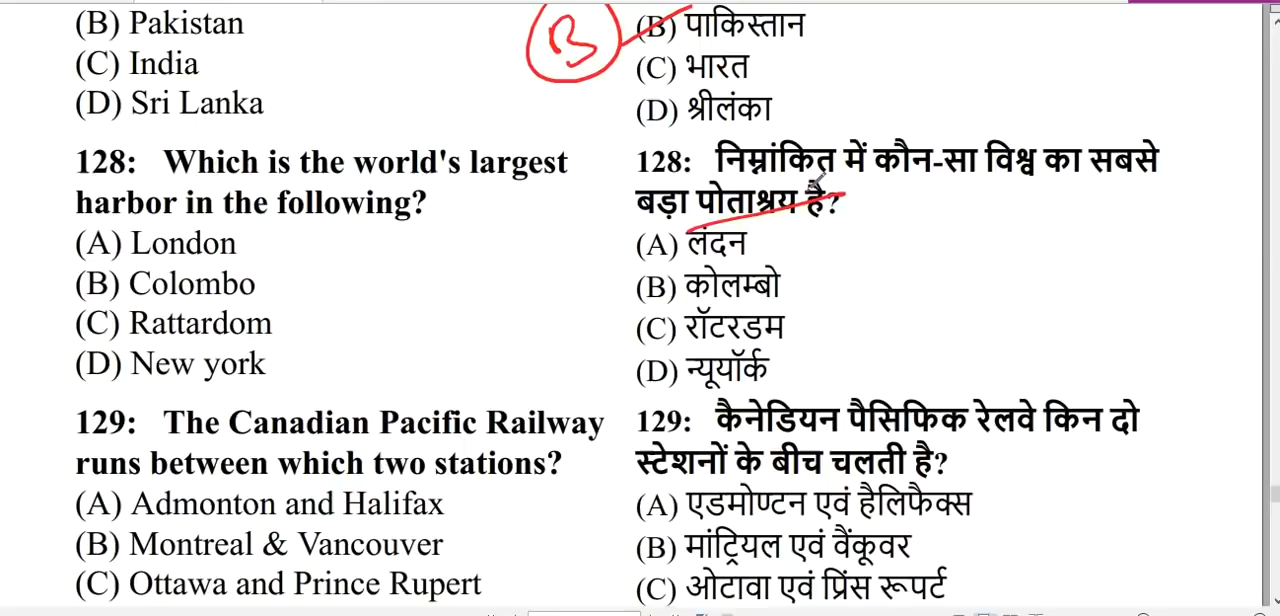 (B) Pakistan
(C) India
(D) Sri Lanka
128: Which is the world's largest
harbor in the following?
(A) London
(B) Colombo
(C) Rattardom
(D) New york
129: The Canadian Pacific Railway
runs between which two stations?
(A) Admonton and Halifax
(B) Montreal & Vancouver
(C) Ottawa and Prince Rupert
B
(B) पाकिस्तान
(C) भारत
(D) श्रीलंका
128: निम्नांकित में कौन-सा विश्व का सबसे
बड़ा पोताश्रय है?
(A) लंदन
(B) कोलम्बो
(C) रॉटरडम
(D) न्यूयॉर्क
129: कैनेडियन पैसिफिक रेलवे किन दो
स्टेशनों के बीच चलती है?
(A) एडमोण्टन एवं हैलिफैक्स
(B) मांट्रियल एवं वैंकूवर
(C) ओटावा एवं प्रिंस रूपर्ट